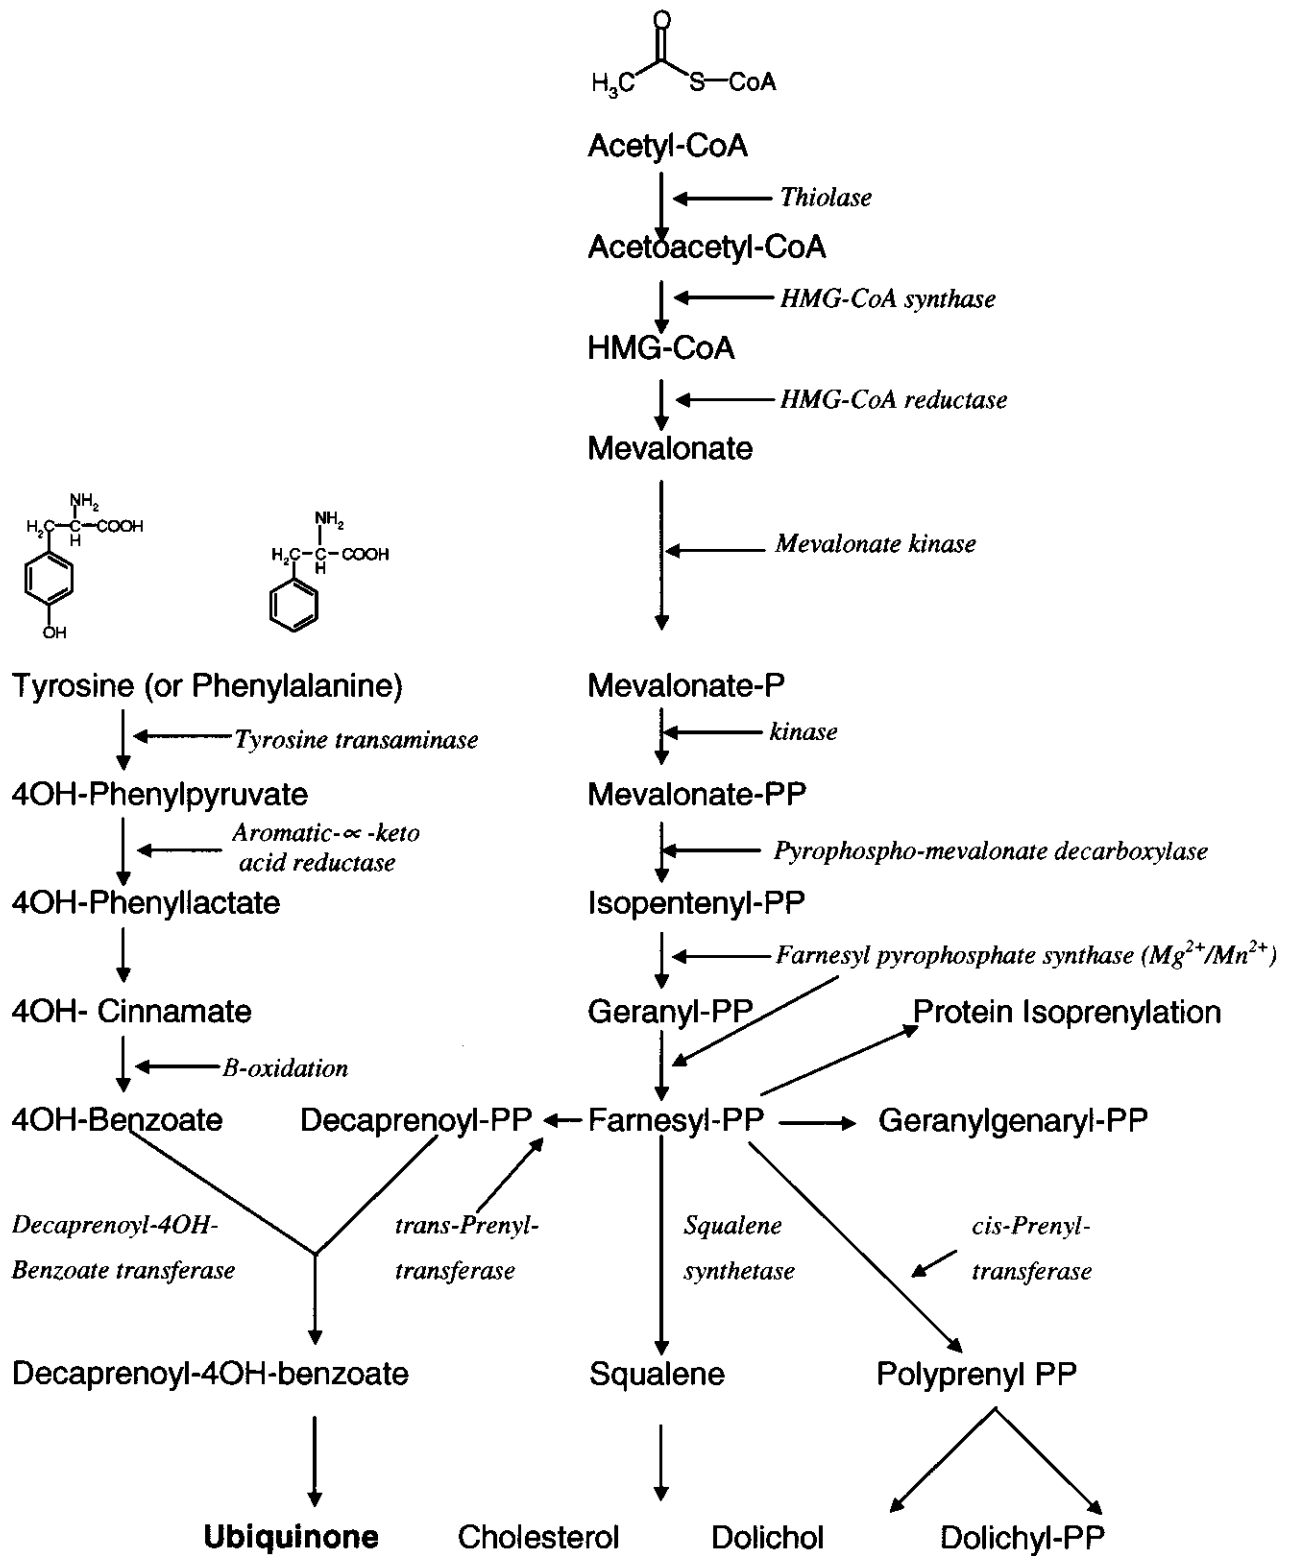 O
H3C S—CoA
Acetyl-CoA
Thiolase
Acetoacetyl-CoA
HMG-CoA synthase
HMG-CoA
HMG-CoA reductase
Mevalonate
NH2
H2C—C—COOH
H
OH
NH2
H2C—C—COOH
H
Mevalonate kinase
Tyrosine (or Phenylalanine)
Mevalonate-P
Tyrosine transaminase
kinase
4OH-Phenylpyruvate
Mevalonate-PP
Aromatic-∝ -keto
acid reductase
Pyrophospho-mevalonate decarboxylase
4OH-Phenyllactate
Isopentenyl-PP
Farnesyl pyrophosphate synthase (Mg2+/Mn2+)
4OH- Cinnamate
Geranyl-PP
Protein Isoprenylation
B-oxidation
4OH-Benzoate
Decaprenoyl-PP
Farnesyl-PP
Geranylgenaryl-PP
Decaprenoyl-4OH-
Benzoate transferase
trans-Prenyl-
transferase
Squalene
synthetase
cis-Prenyl-
transferase
Decaprenoyl-4OH-benzoate
Squalene
Polyprenyl PP
Ubiquinone
Cholesterol
Dolichol
Dolichyl-PP